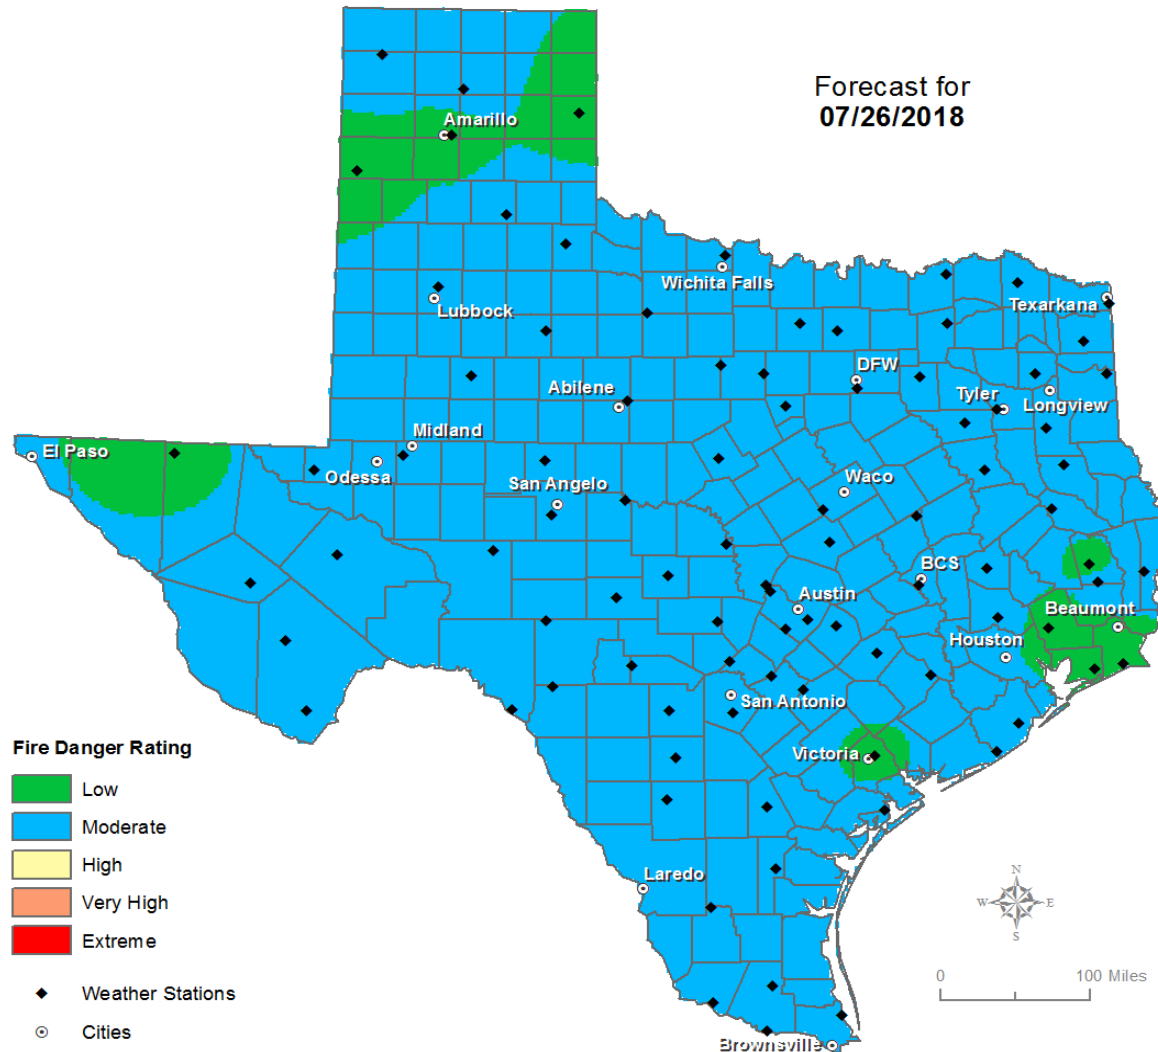 Forecast for
07/26/2018
Amarillo
Wichita Falls
Lubbock
Texarkana
DFW
Abilene
Tyler
Longview
Midland
El Paso
Odessa
San Angelo
Waco
BCS
Austin
Beaumont
Houston
San Antonio
Victoria
Laredo
Brownsville
Fire Danger Rating
Low
Moderate
High
Very High
Extreme
Weather Stations
Cities
N
W E
S
0 100 Miles